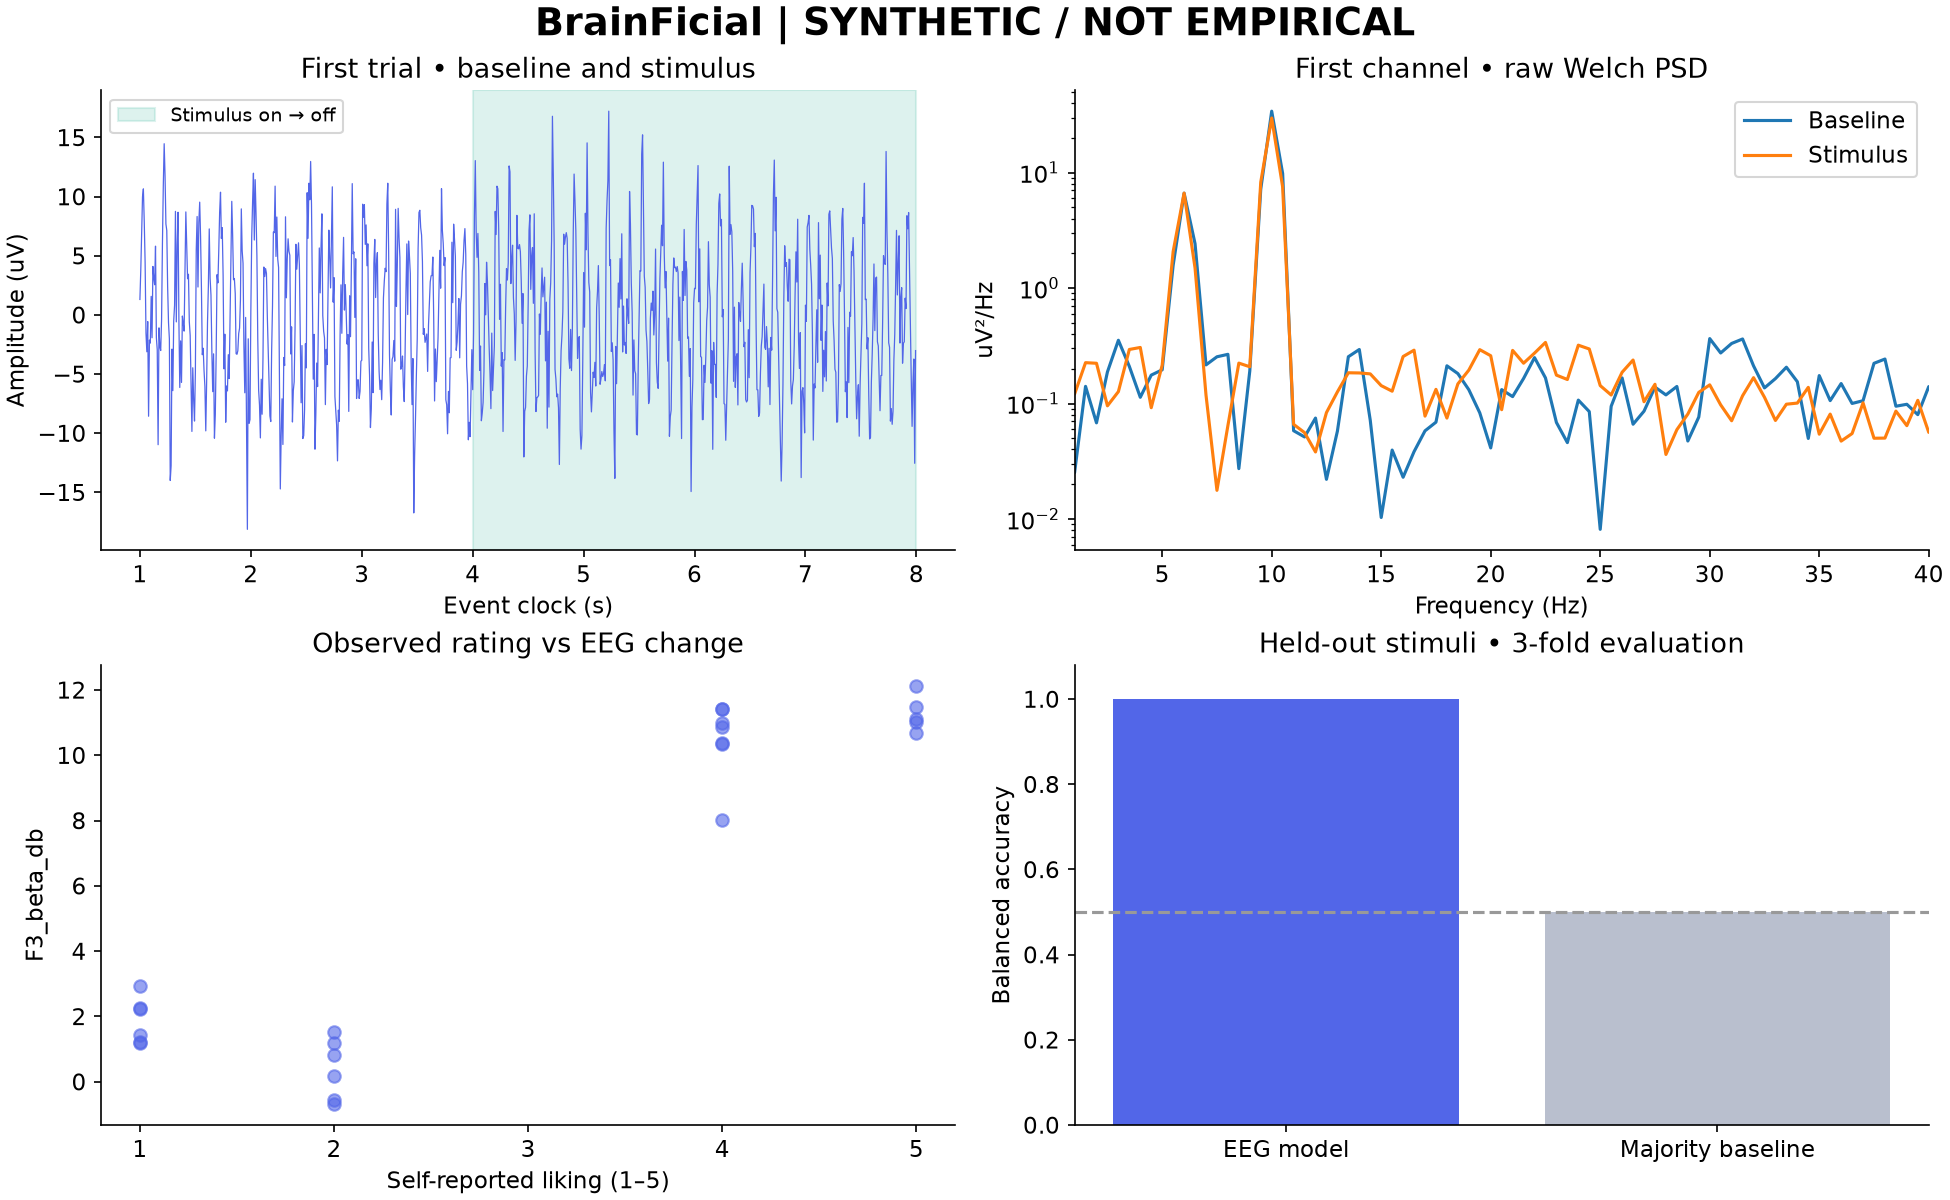 BrainFicial | SYNTHETIC / NOT EMPIRICAL
First trial • baseline and stimulus
Stimulus on → off
Amplitude (uV)
15
10
5
0
−5
−10
−15
1 2 3 4 5 6 7 8
Event clock (s)
First channel • raw Welch PSD
Baseline
Stimulus
uV²/Hz
10¹
10⁰
10⁻¹
10⁻²
5 10 15 20 25 30 35 40
Frequency (Hz)
Observed rating vs EEG change
F3_beta_db
12
10
8
6
4
2
0
1 2 3 4 5
Self-reported liking (1–5)
Held-out stimuli • 3-fold evaluation
Balanced accuracy
1.0
0.8
0.6
0.4
0.2
0.0
EEG model Majority baseline